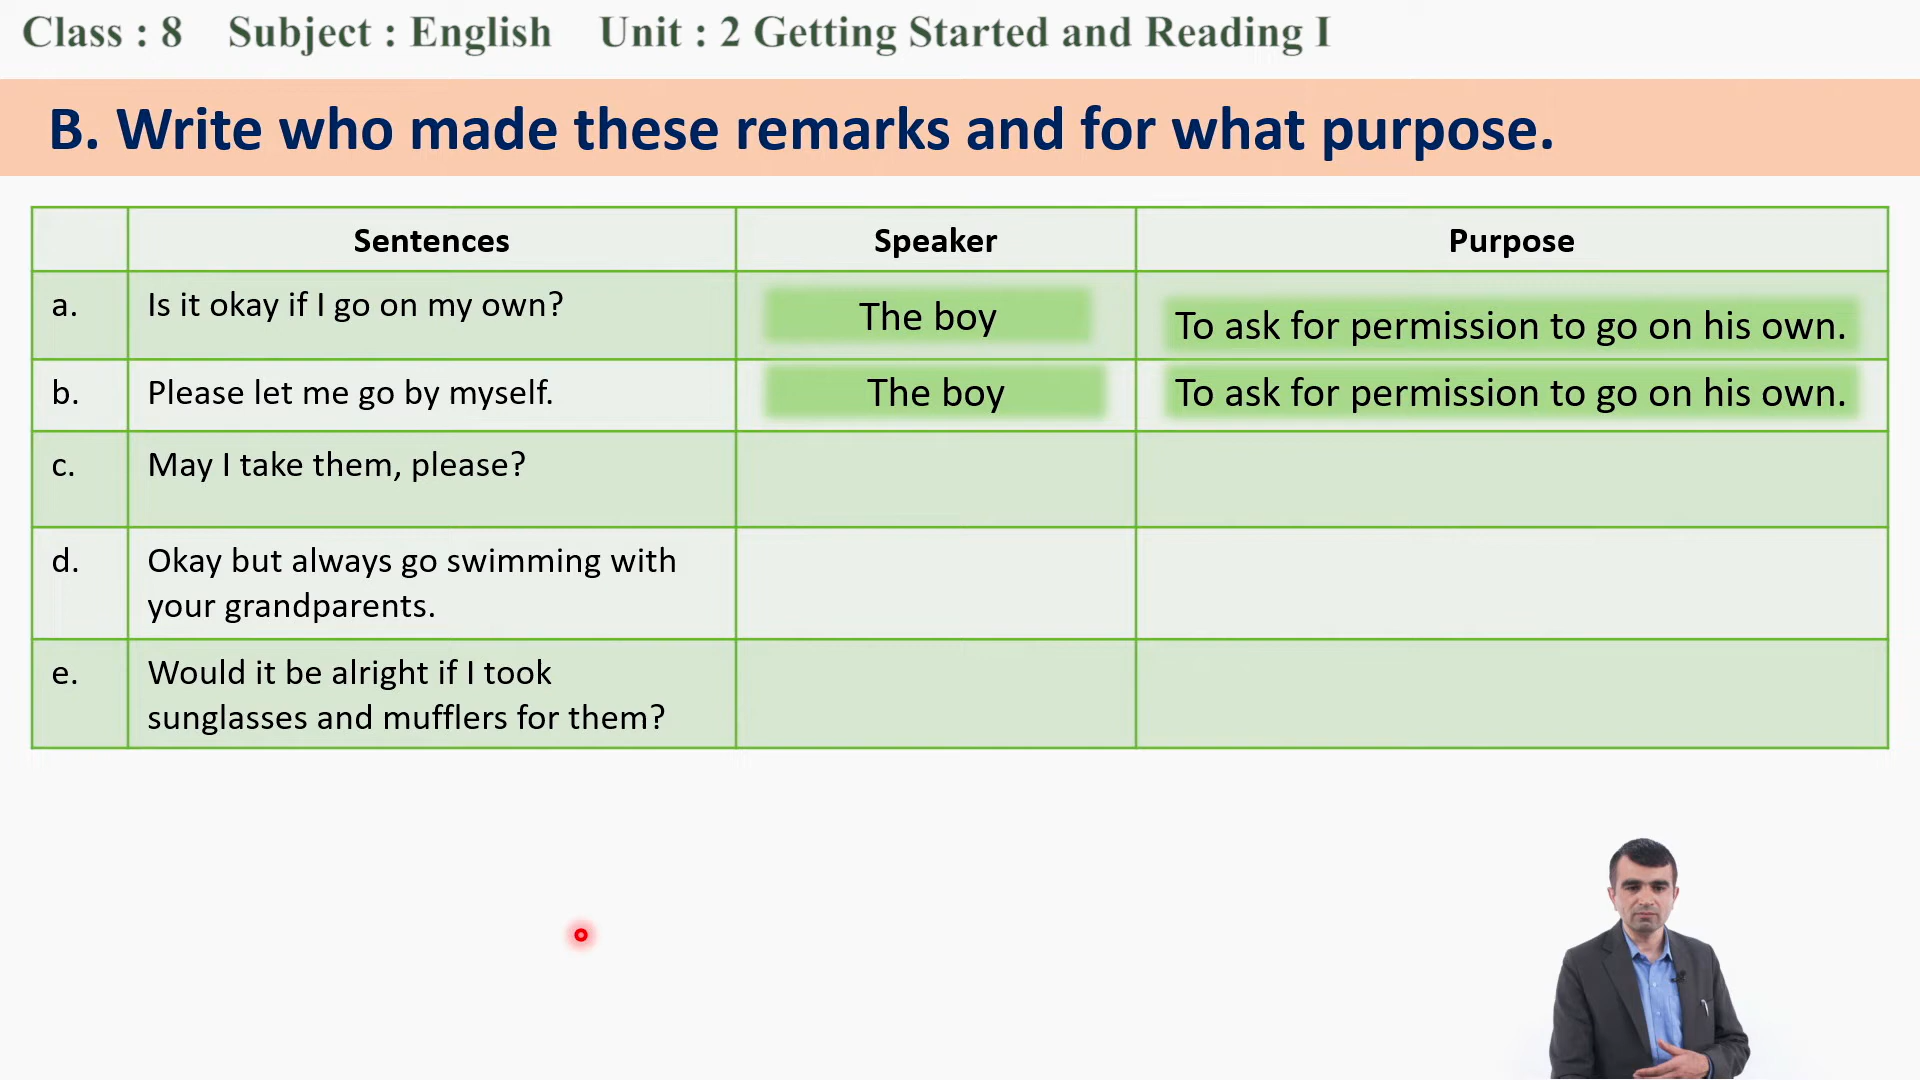 Class : 8 Subject : English Unit : 2 Getting Started and Reading I
B. Write who made these remarks and for what purpose.
Sentences Speaker Purpose
a. Is it okay if I go on my own? The boy To ask for permission to go on his own.
b. Please let me go by myself. The boy To ask for permission to go on his own.
c. May I take them, please?
d. Okay but always go swimming with
your grandparents.
e. Would it be alright if I took
sunglasses and mufflers for them?